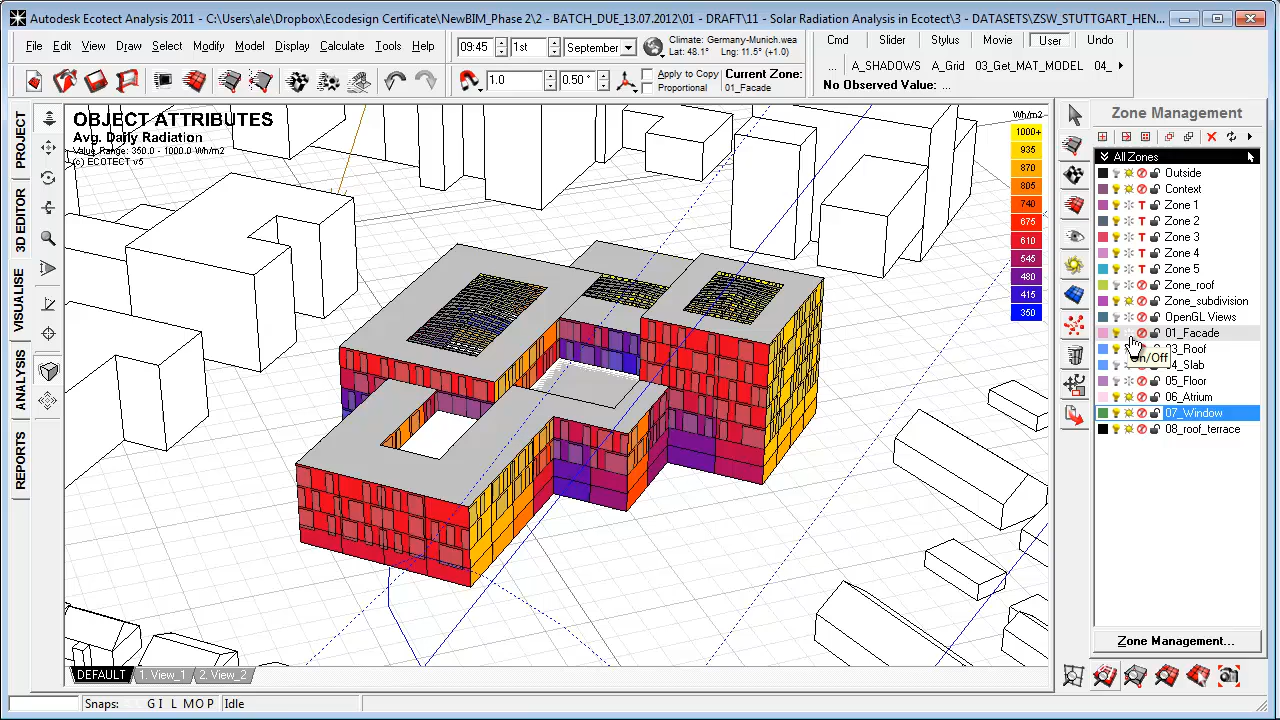 Autodesk Ecotect Analysis 2011 - C:\Users\ale\Dropbox\Ecodesign Certificate\NewBIM_Phase 2\2 - BATCH_DUE_13.07.2012\01 - DRAFT\11 - Solar Radiation Analysis in Ecotect\3 - DATASETS\ZSW_STUTTGART_HEN...
File Edit View Draw Select Modify Model Display Calculate Tools Help
09:45 1st September
Climate: Germany-Munich.wea
Lat: 48.1° Lng: 11.5° (+1.0)
Cmd Slider Stylus Movie User Undo
... A_SHADOWS A_Grid 03_Get_MAT_MODEL 04_
No Observed Value: ...
1.0 0.50°
Apply to Copy
Proportional
Current Zone:
01_Facade
PROJECT
3D EDITOR
VISUALISE
ANALYSIS
REPORTS
OBJECT ATTRIBUTES
Avg. Daily Radiation
Value Range: 350.0 - 1000.0 Wh/m2
(c) ECOTECT v5
Wh/m2
1000+
935
870
805
740
675
610
545
480
415
350
Zone Management
All Zones
Outside
Context
T Zone 1
T Zone 2
T Zone 3
T Zone 4
T Zone 5
Zone_roof
Zone_subdivision
OpenGL Views
01_Facade
03_Roof
On/Off
04_Slab
05_Floor
06_Atrium
07_Window
08_roof_terrace
Zone Management...
DEFAULT 1. View_1 2. View_2
Snaps: G I L M O P Idle